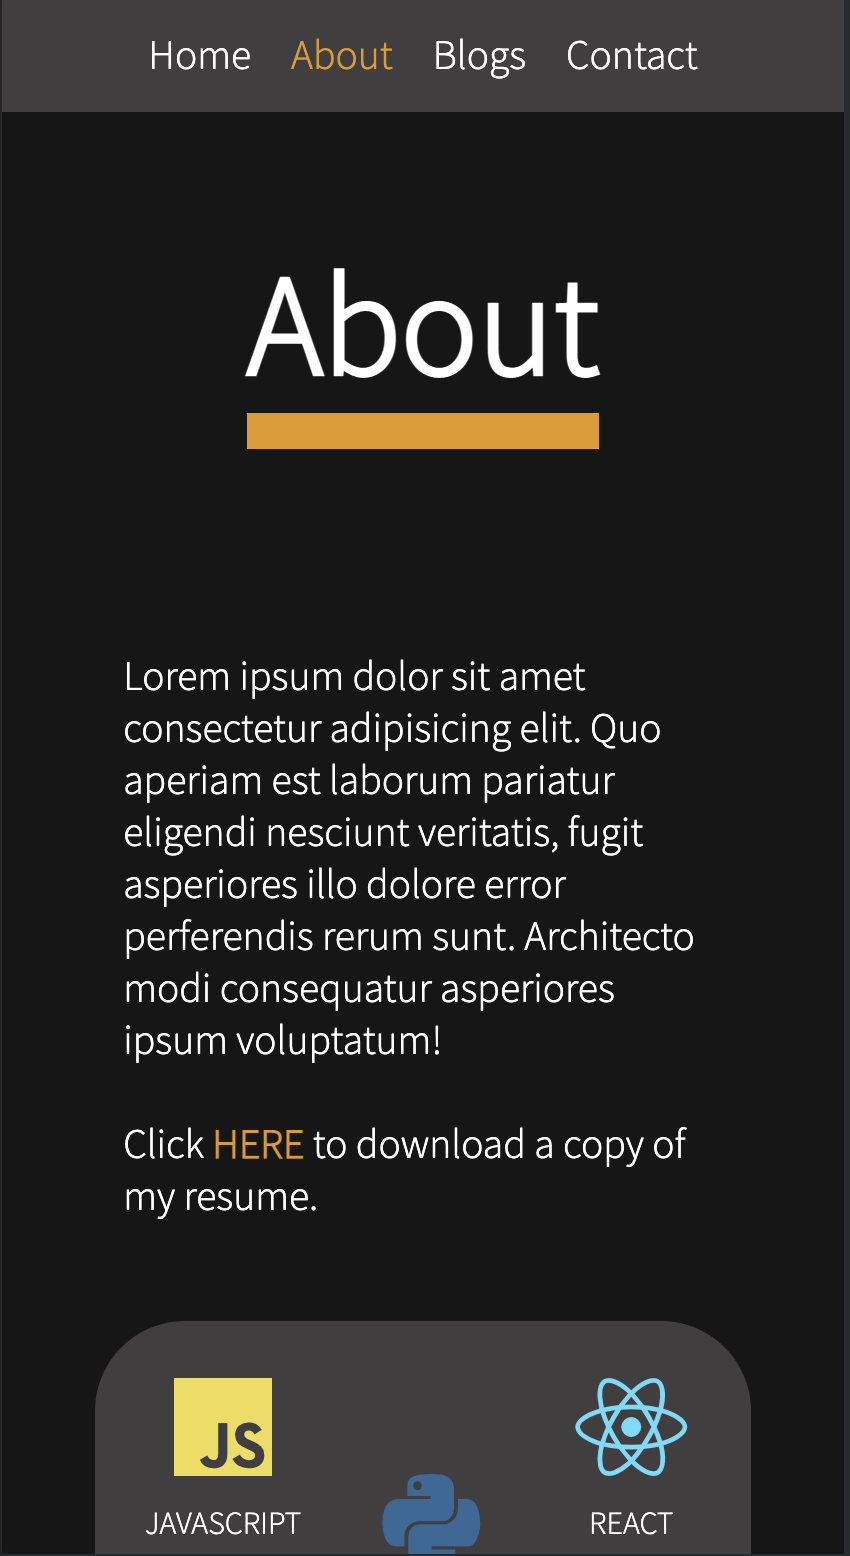 Home About Blogs Contact
About
Lorem ipsum dolor sit amet
consectetur adipisicing elit. Quo
aperiam est laborum pariatur
eligendi nesciunt veritatis, fugit
asperiores illo dolore error
perferendis rerum sunt. Architecto
modi consequatur asperiores
ipsum voluptatum!
Click HERE to download a copy of
my resume.
JS
JAVASCRIPT REACT